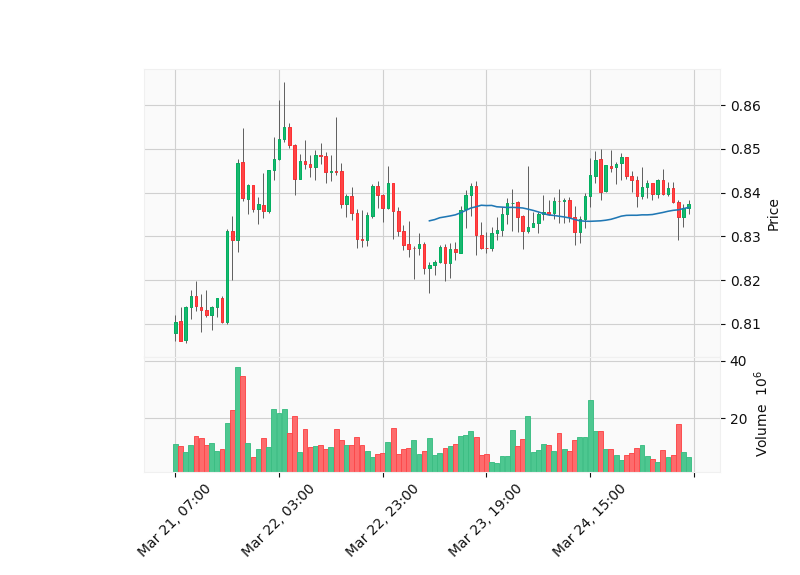 0.86
0.85
0.84
0.83
0.82
0.81
Price
40
20
Volume 10^6
Mar 21, 07:00
Mar 22, 03:00
Mar 22, 23:00
Mar 23, 19:00
Mar 24, 15:00